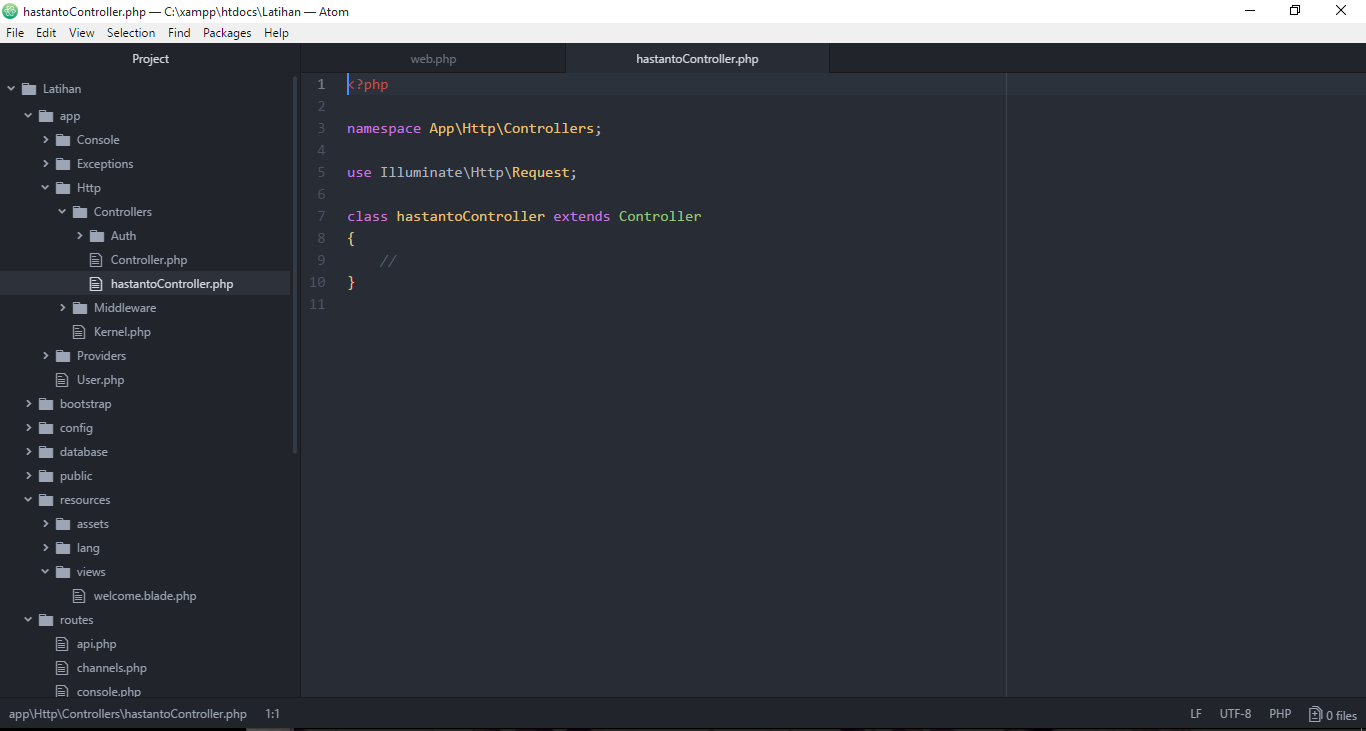 hastantoController.php — C:\xampp\htdocs\Latihan — Atom
File Edit View Selection Find Packages Help
Project
Latihan
app
Console
Exceptions
Http
Controllers
Auth
Controller.php
hastantoController.php
Middleware
Kernel.php
Providers
User.php
bootstrap
config
database
public
resources
assets
lang
views
welcome.blade.php
routes
api.php
channels.php
console.php
web.php hastantoController.php
1 <?php
2
3 namespace App\Http\Controllers;
4
5 use Illuminate\Http\Request;
6
7 class hastantoController extends Controller
8 {
9     //
10 }
11
app\Http\Controllers\hastantoController.php 1:1 LF UTF-8 PHP 0 files